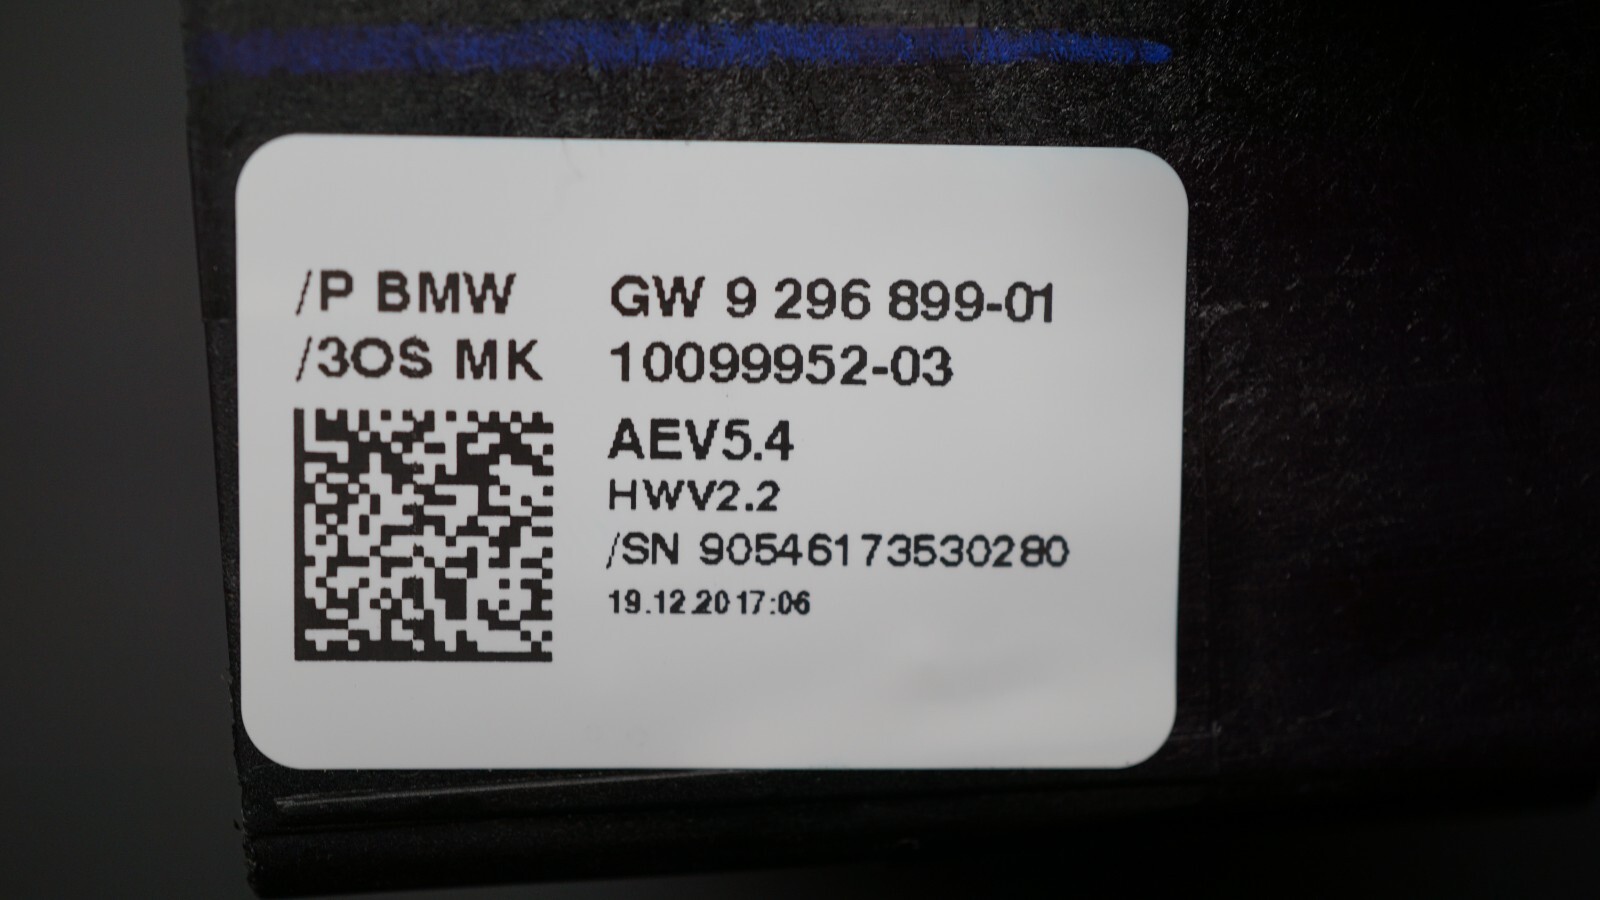 /P BMW GW 9 296 899-01
/3OS MK 10099952-03
AEV5.4
HWV2.2
/SN 90546173530280
19.12.2017:06